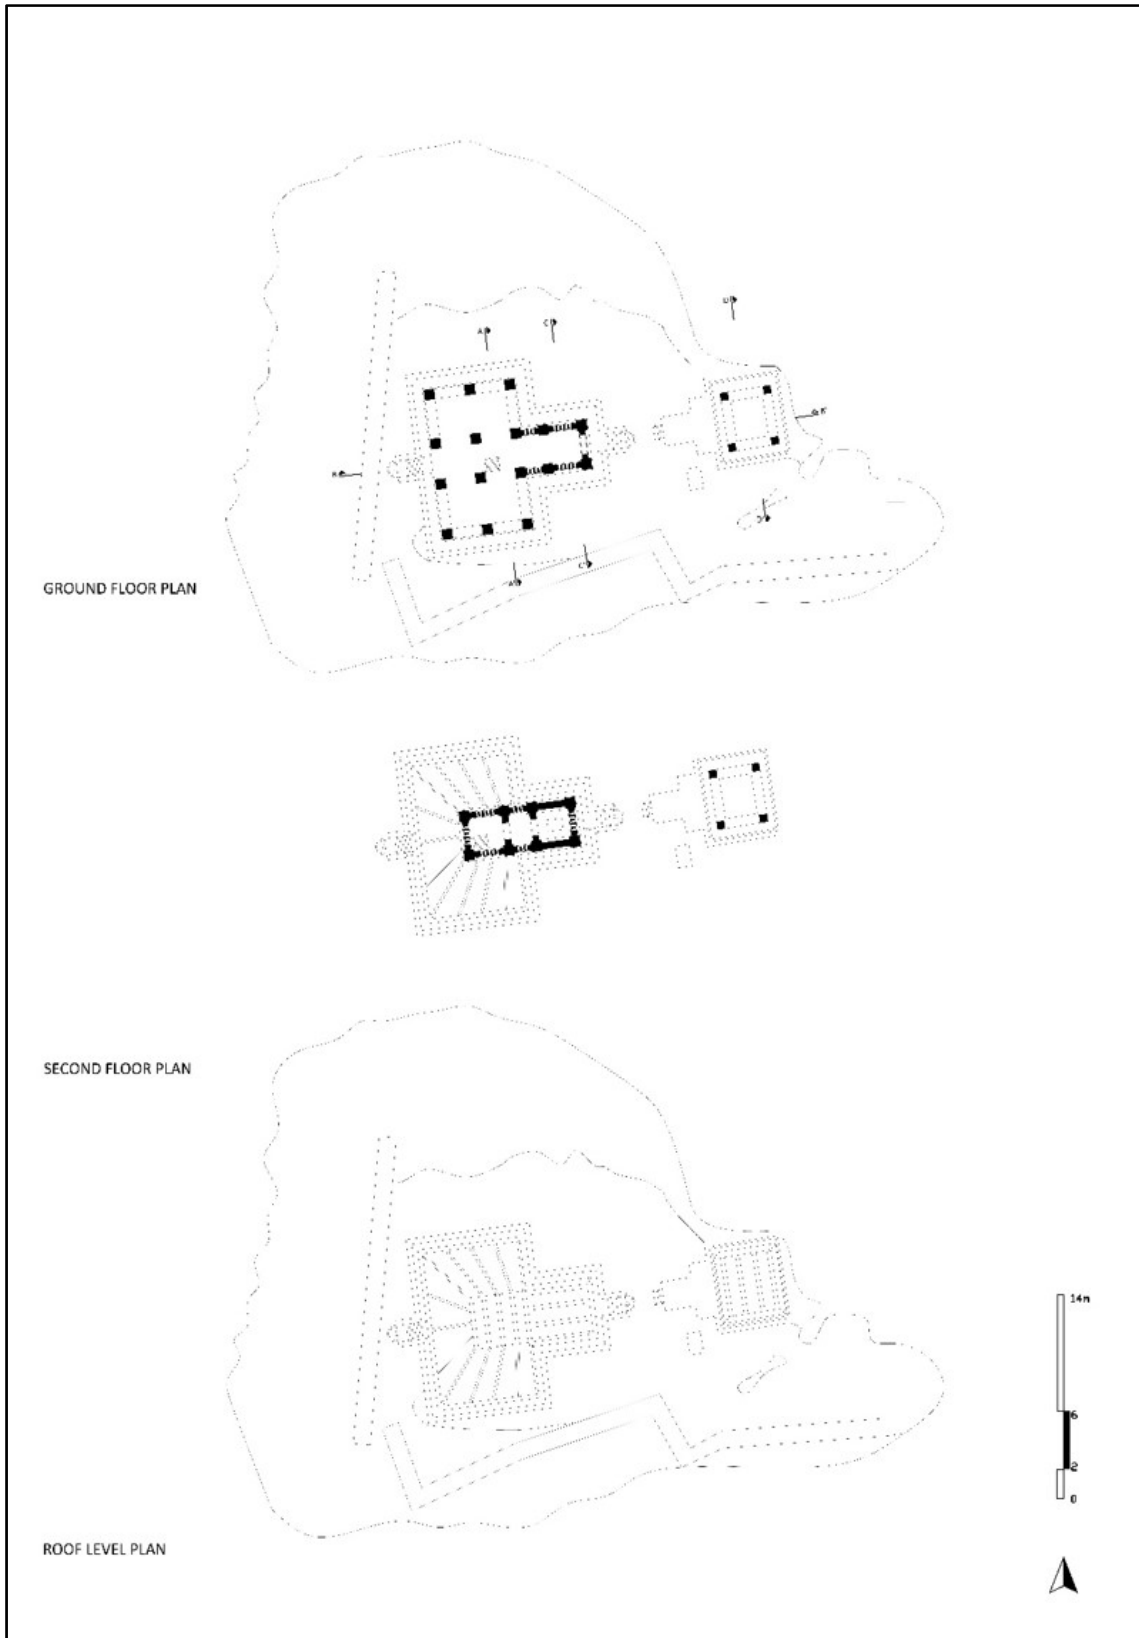 GROUND FLOOR PLAN
SECOND FLOOR PLAN
14m
6
2
0
ROOF LEVEL PLAN